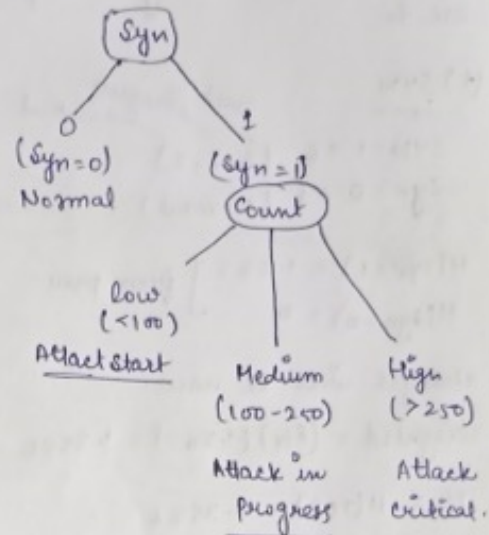 Syn
0
1
(Syn=0)
(Syn=1)
Normal
Count
low
(<100)
Attact Start
Medium
(100-250)
High
(>250)
Attack in
Progress
Attack
critical.